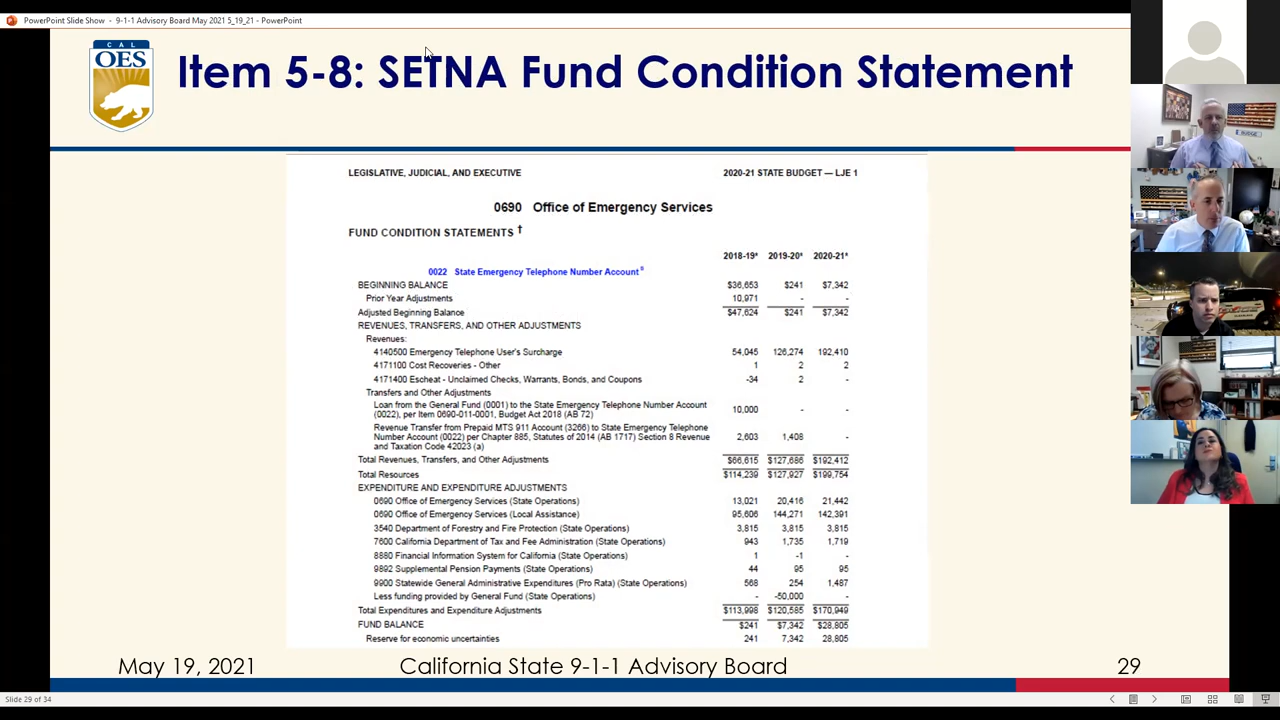 PowerPoint Slide Show - 9-1-1 Advisory Board May 2021 5_19_21 - PowerPoint
CAL
OES
Item 5-8: SETNA Fund Condition Statement
LEGISLATIVE, JUDICIAL, AND EXECUTIVE 2020-21 STATE BUDGET — LJE 1
0690 Office of Emergency Services
FUND CONDITION STATEMENTS †
2018-19* 2019-20* 2020-21*
0022 State Emergency Telephone Number Account
BEGINNING BALANCE $36,653 $241 $7,342
Prior Year Adjustments 10,971 - -
Adjusted Beginning Balance $47,624 $241 $7,342
REVENUES, TRANSFERS, AND OTHER ADJUSTMENTS
Revenues:
4140500 Emergency Telephone User's Surcharge 54,045 126,274 192,410
4171100 Cost Recoveries - Other 1 2 2
4171400 Escheat - Unclaimed Checks, Warrants, Bonds, and Coupons -34 2 -
Transfers and Other Adjustments
Loan from the General Fund (0001) to the State Emergency Telephone Number Account
(0022), per Item 0690-011-0001, Budget Act 2018 (AB 72) 10,000 - -
Revenue Transfer from Prepaid MTS 911 Account (3266) to State Emergency Telephone
Number Account (0022) per Chapter 885, Statutes of 2014 (AB 1717) Section 8 Revenue 2,603 1,408 -
and Taxation Code 42023 (a)
Total Revenues, Transfers, and Other Adjustments $66,615 $127,686 $192,412
Total Resources $114,239 $127,927 $199,754
EXPENDITURE AND EXPENDITURE ADJUSTMENTS
0690 Office of Emergency Services (State Operations) 13,021 20,416 21,442
0690 Office of Emergency Services (Local Assistance) 95,606 144,271 142,391
3540 Department of Forestry and Fire Protection (State Operations) 3,815 3,815 3,815
7600 California Department of Tax and Fee Administration (State Operations) 943 1,735 1,719
8880 Financial Information System for California (State Operations) 1 -1 -
9892 Supplemental Pension Payments (State Operations) 44 95 95
9900 Statewide General Administrative Expenditures (Pro Rata) (State Operations) 568 254 1,487
Less funding provided by General Fund (State Operations) - -50,000 -
Total Expenditures and Expenditure Adjustments $113,998 $120,585 $170,949
FUND BALANCE $241 $7,342 $28,805
Reserve for economic uncertainties 241 7,342 28,805
May 19, 2021 California State 9-1-1 Advisory Board 29
Slide 29 of 34